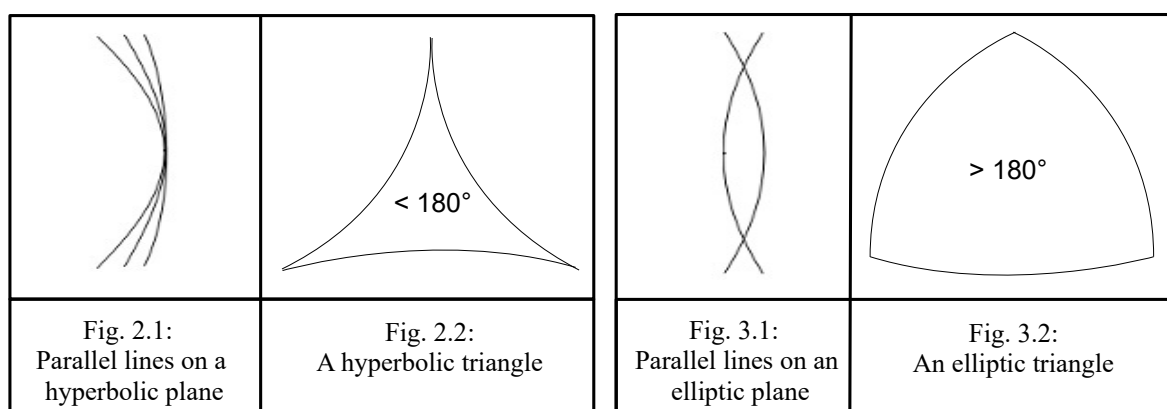 < 180°
> 180°
Fig. 2.1:
Parallel lines on a
hyperbolic plane
Fig. 2.2:
A hyperbolic triangle
Fig. 3.1:
Parallel lines on an
elliptic plane
Fig. 3.2:
An elliptic triangle